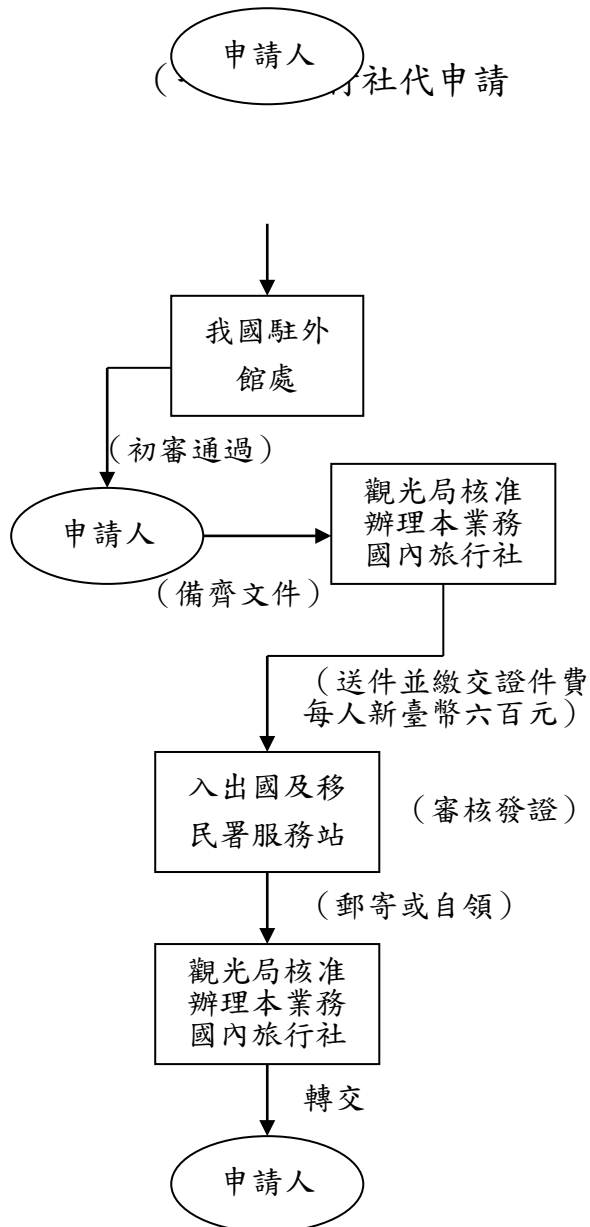 申請人
(
行社代申請
我國駐外
館處
(初審通過)
申請人
觀光局核准
辦理本業務
國內旅行社
(備齊文件)
(送件並繳交證件費
每人新臺幣六百元)
入出國及移
民署服務站
(審核發證)
(郵寄或自領)
觀光局核准
辦理本業務
國內旅行社
轉交
申請人